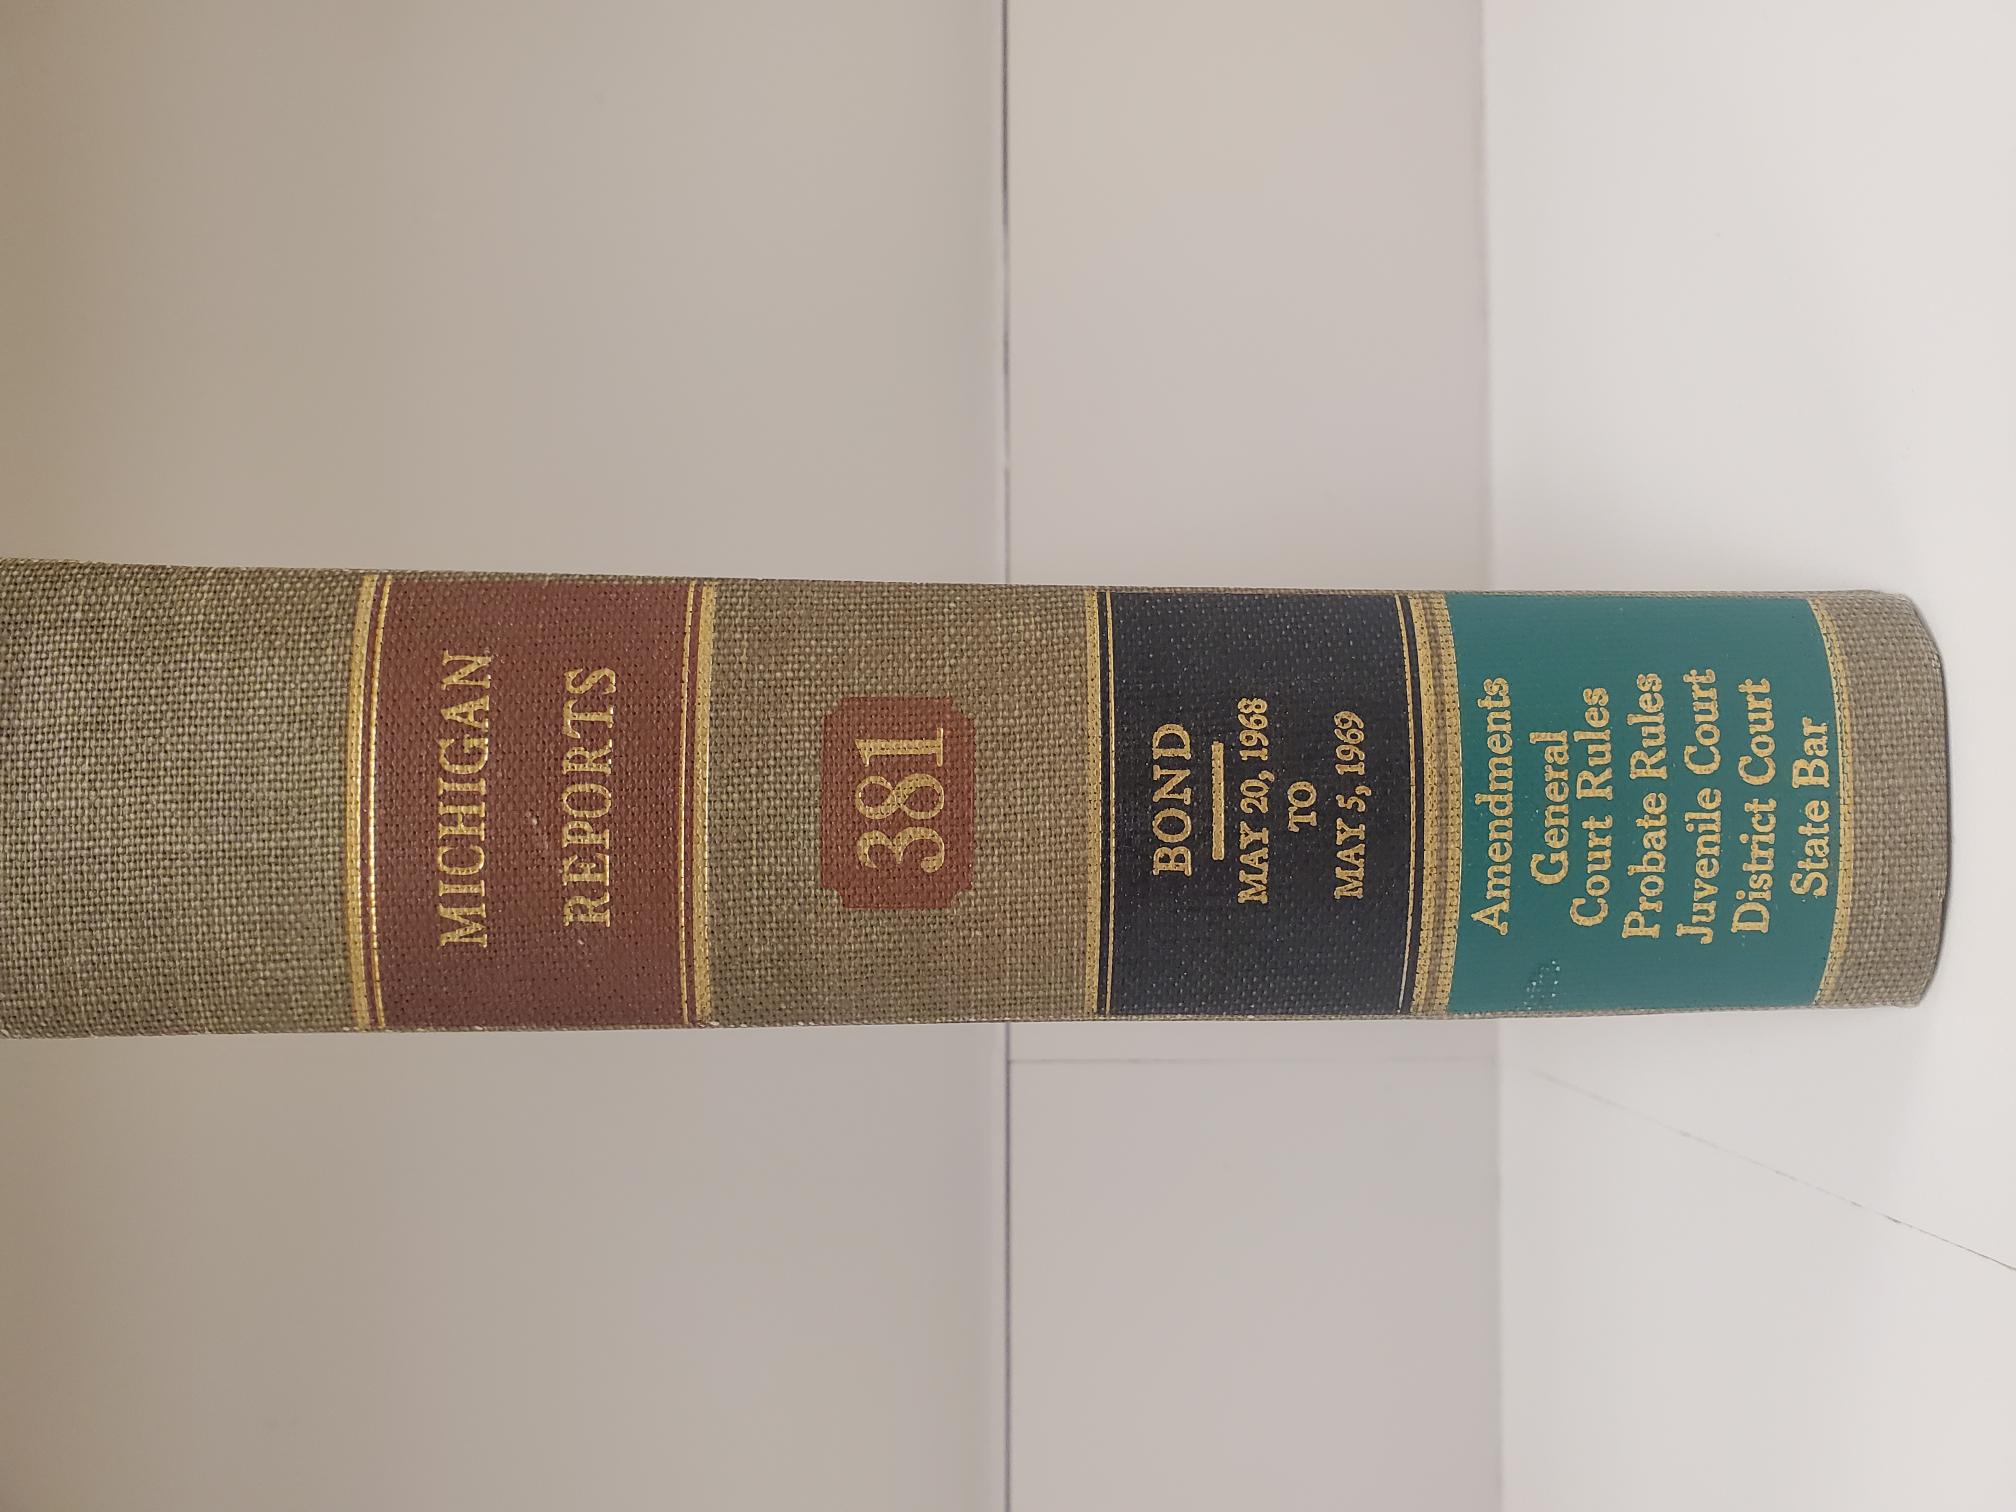 MICHIGAN
REPORTS
381
BOND
MAY 20, 1968
TO
MAY 5, 1969
Amendments
General
Court Rules
Probate Rules
Juvenile Court
District Court
State Bar